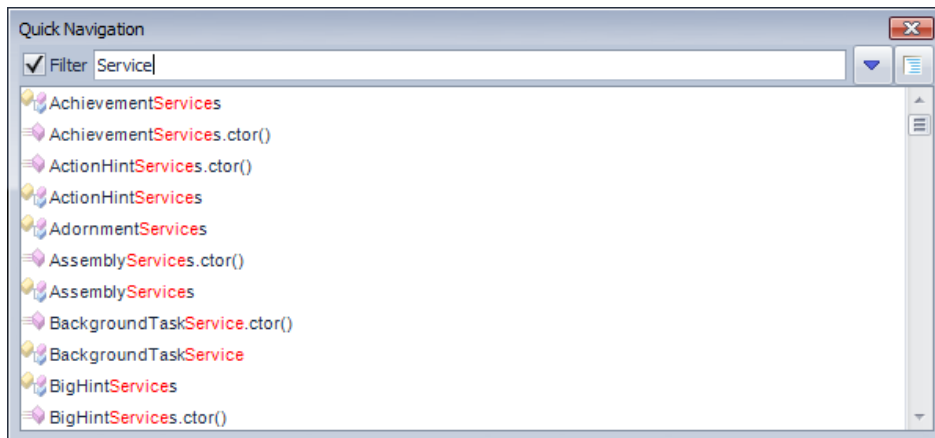 Quick Navigation
Filter Service
AchievementServices
AchievementServices.ctor()
ActionHintServices.ctor()
ActionHintServices
AdornmentServices
AssemblyServices.ctor()
AssemblyServices
BackgroundTaskService.ctor()
BackgroundTaskService
BigHintServices
BigHintServices.ctor()